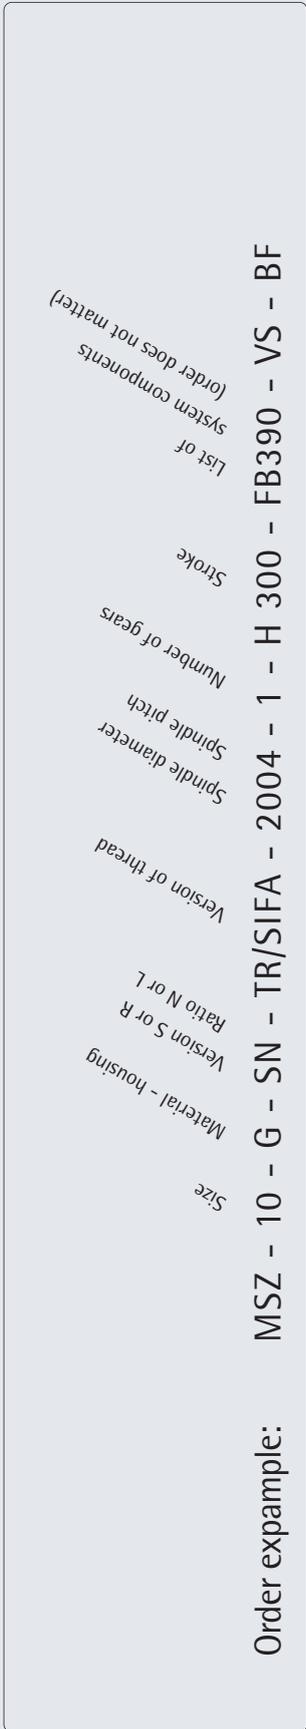 Size
Material - housing
Version S or R
Ratio N or L
Version of thread
Spindle diameter
Spindle pitch
Number of gears
Stroke
List of
system components
(order does not matter)
Order expample: MSZ - 10 - G - SN - TR/SIFA - 2004 - 1 - H 300 - FB390 - VS - BF